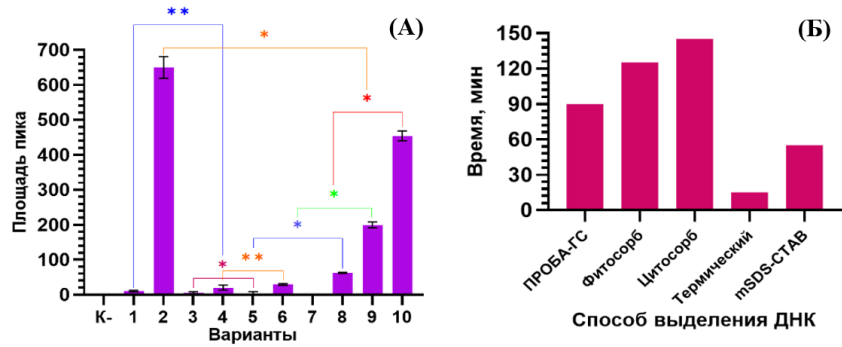 (А)
**
*
*
*
*
*
**
Площадь пика
700
600
500
400
300
200
100
0
К- 1 2 3 4 5 6 7 8 9 10
Варианты
(Б)
Время, мин
150
120
90
60
30
0
ПРОБА-ГС
Фитосорб
Цитосорб
Термический
mSDS-CTAB
Способ выделения ДНК